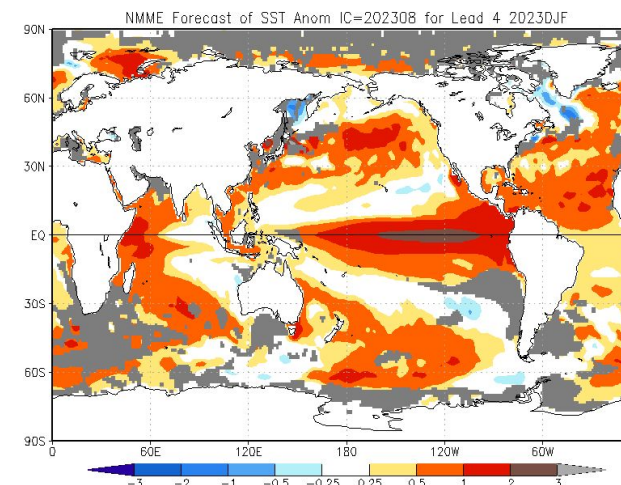 NMME Forecast of SST Anom IC=202308 for Lead 4 2023DJF
90N
60N
30N
EQ
30S
60S
90S
0 60E 120E 180 120W 60W
-3 -2 -1 -0.5 -0.25 0.25 0.5 1 2 3